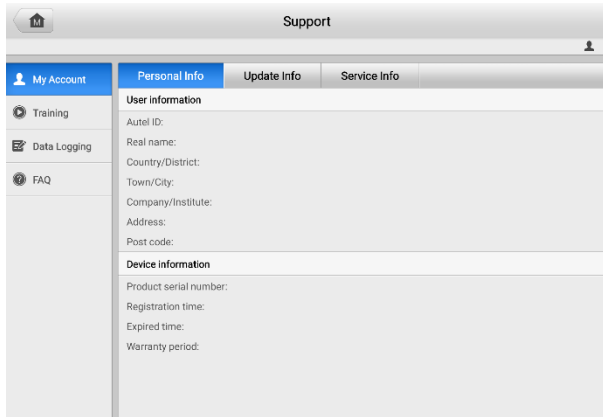 M
Support
My Account
Training
Data Logging
FAQ
Personal Info
Update Info
Service Info
User information
Autel ID:
Real name:
Country/District:
Town/City:
Company/Institute:
Address:
Post code:
Device information
Product serial number:
Registration time:
Expired time:
Warranty period: